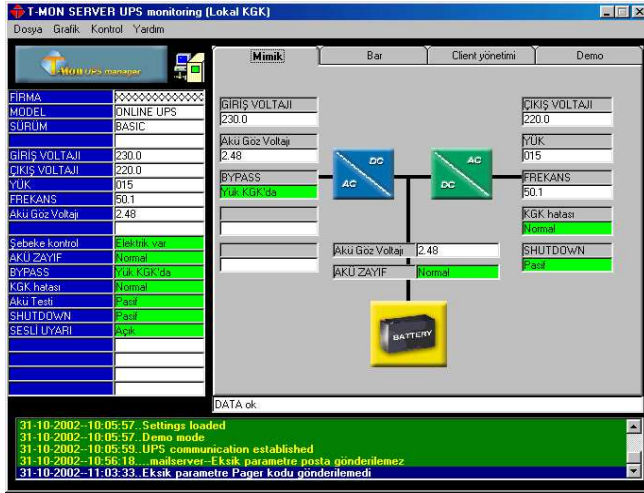 T-MON SERVER UPS monitoring (Lokal KGK)
Dosya Grafik Kontrol Yardım
T-MON UPS manager
Mimik Bar Client yönetimi Demo
FİRMA XXXXXXXXXXXX
MODEL ONLINE UPS
SÜRÜM BASIC
GİRİŞ VOLTAJI 230.0
ÇIKIŞ VOLTAJI 220.0
YÜK 015
FREKANS 50.1
Akü Göz Voltajı 2.48
Şebeke kontrol Elektrik var
AKÜ ZAYIF Normal
BYPASS Yük KGK'da
KGK hatası Normal
Akü Testi Pasif
SHUTDOWN Pasif
SESLİ UYARI Açık
GİRİŞ VOLTAJI
230.0
Akü Göz Voltajı
2.48
BYPASS
Yük KGK'da
DC
AC
AC
DC
ÇIKIŞ VOLTAJI
220.0
YÜK
015
FREKANS
50.1
KGK hatası
Normal
SHUTDOWN
Pasif
Akü Göz Voltajı 2.48
AKÜ ZAYIF Normal
BATTERY
DATA ok
31-10-2002--10:05:57..Settings loaded
31-10-2002--10:05:57..Demo mode
31-10-2002--10:05:59..UPS communication established
31-10-2002--10:56:18....mailserver--Eksik parametre posta gönderilemez
31-10-2002--11:03:33..Eksik parametre Pager kodu gönderilemedi